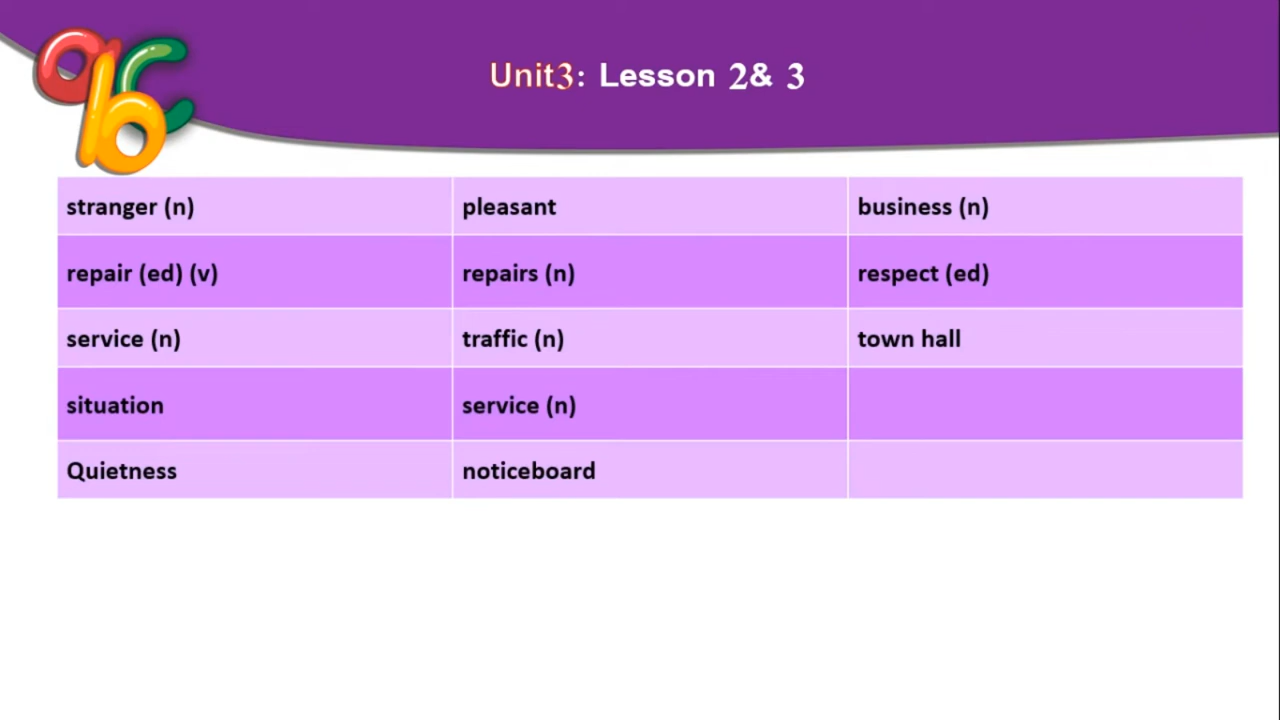 abc
Unit3: Lesson 2& 3
stranger (n) pleasant business (n)
repair (ed) (v) repairs (n) respect (ed)
service (n) traffic (n) town hall
situation service (n)
Quietness noticeboard